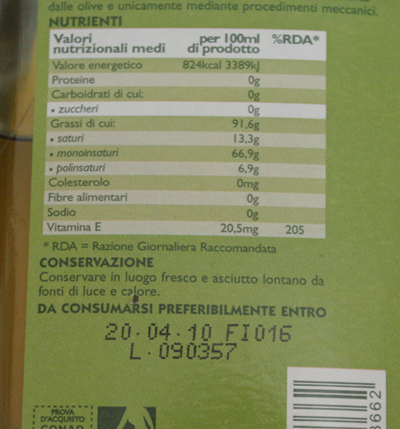 dalle olive e unicamente mediante procedimenti meccanici.
NUTRIENTI
Valori nutrizionali medi per 100ml di prodotto %RDA*
Valore energetico 824kcal 3389kJ
Proteine 0g
Carboidrati di cui: 0g
• zuccheri 0g
Grassi di cui: 91,6g
• saturi 13,3g
• monoinsaturi 66,9g
• polinsaturi 6,9g
Colesterolo 0mg
Fibre alimentari 0g
Sodio 0g
Vitamina E 20,5mg 205
* RDA = Razione Giornaliera Raccomandata
CONSERVAZIONE
Conservare in luogo fresco e asciutto lontano da
fonti di luce e calore.
DA CONSUMARSI PREFERIBILMENTE ENTRO
20.04.10 FI016
L.090357
PROVA
D'ACQUISTO
CONAD
3662